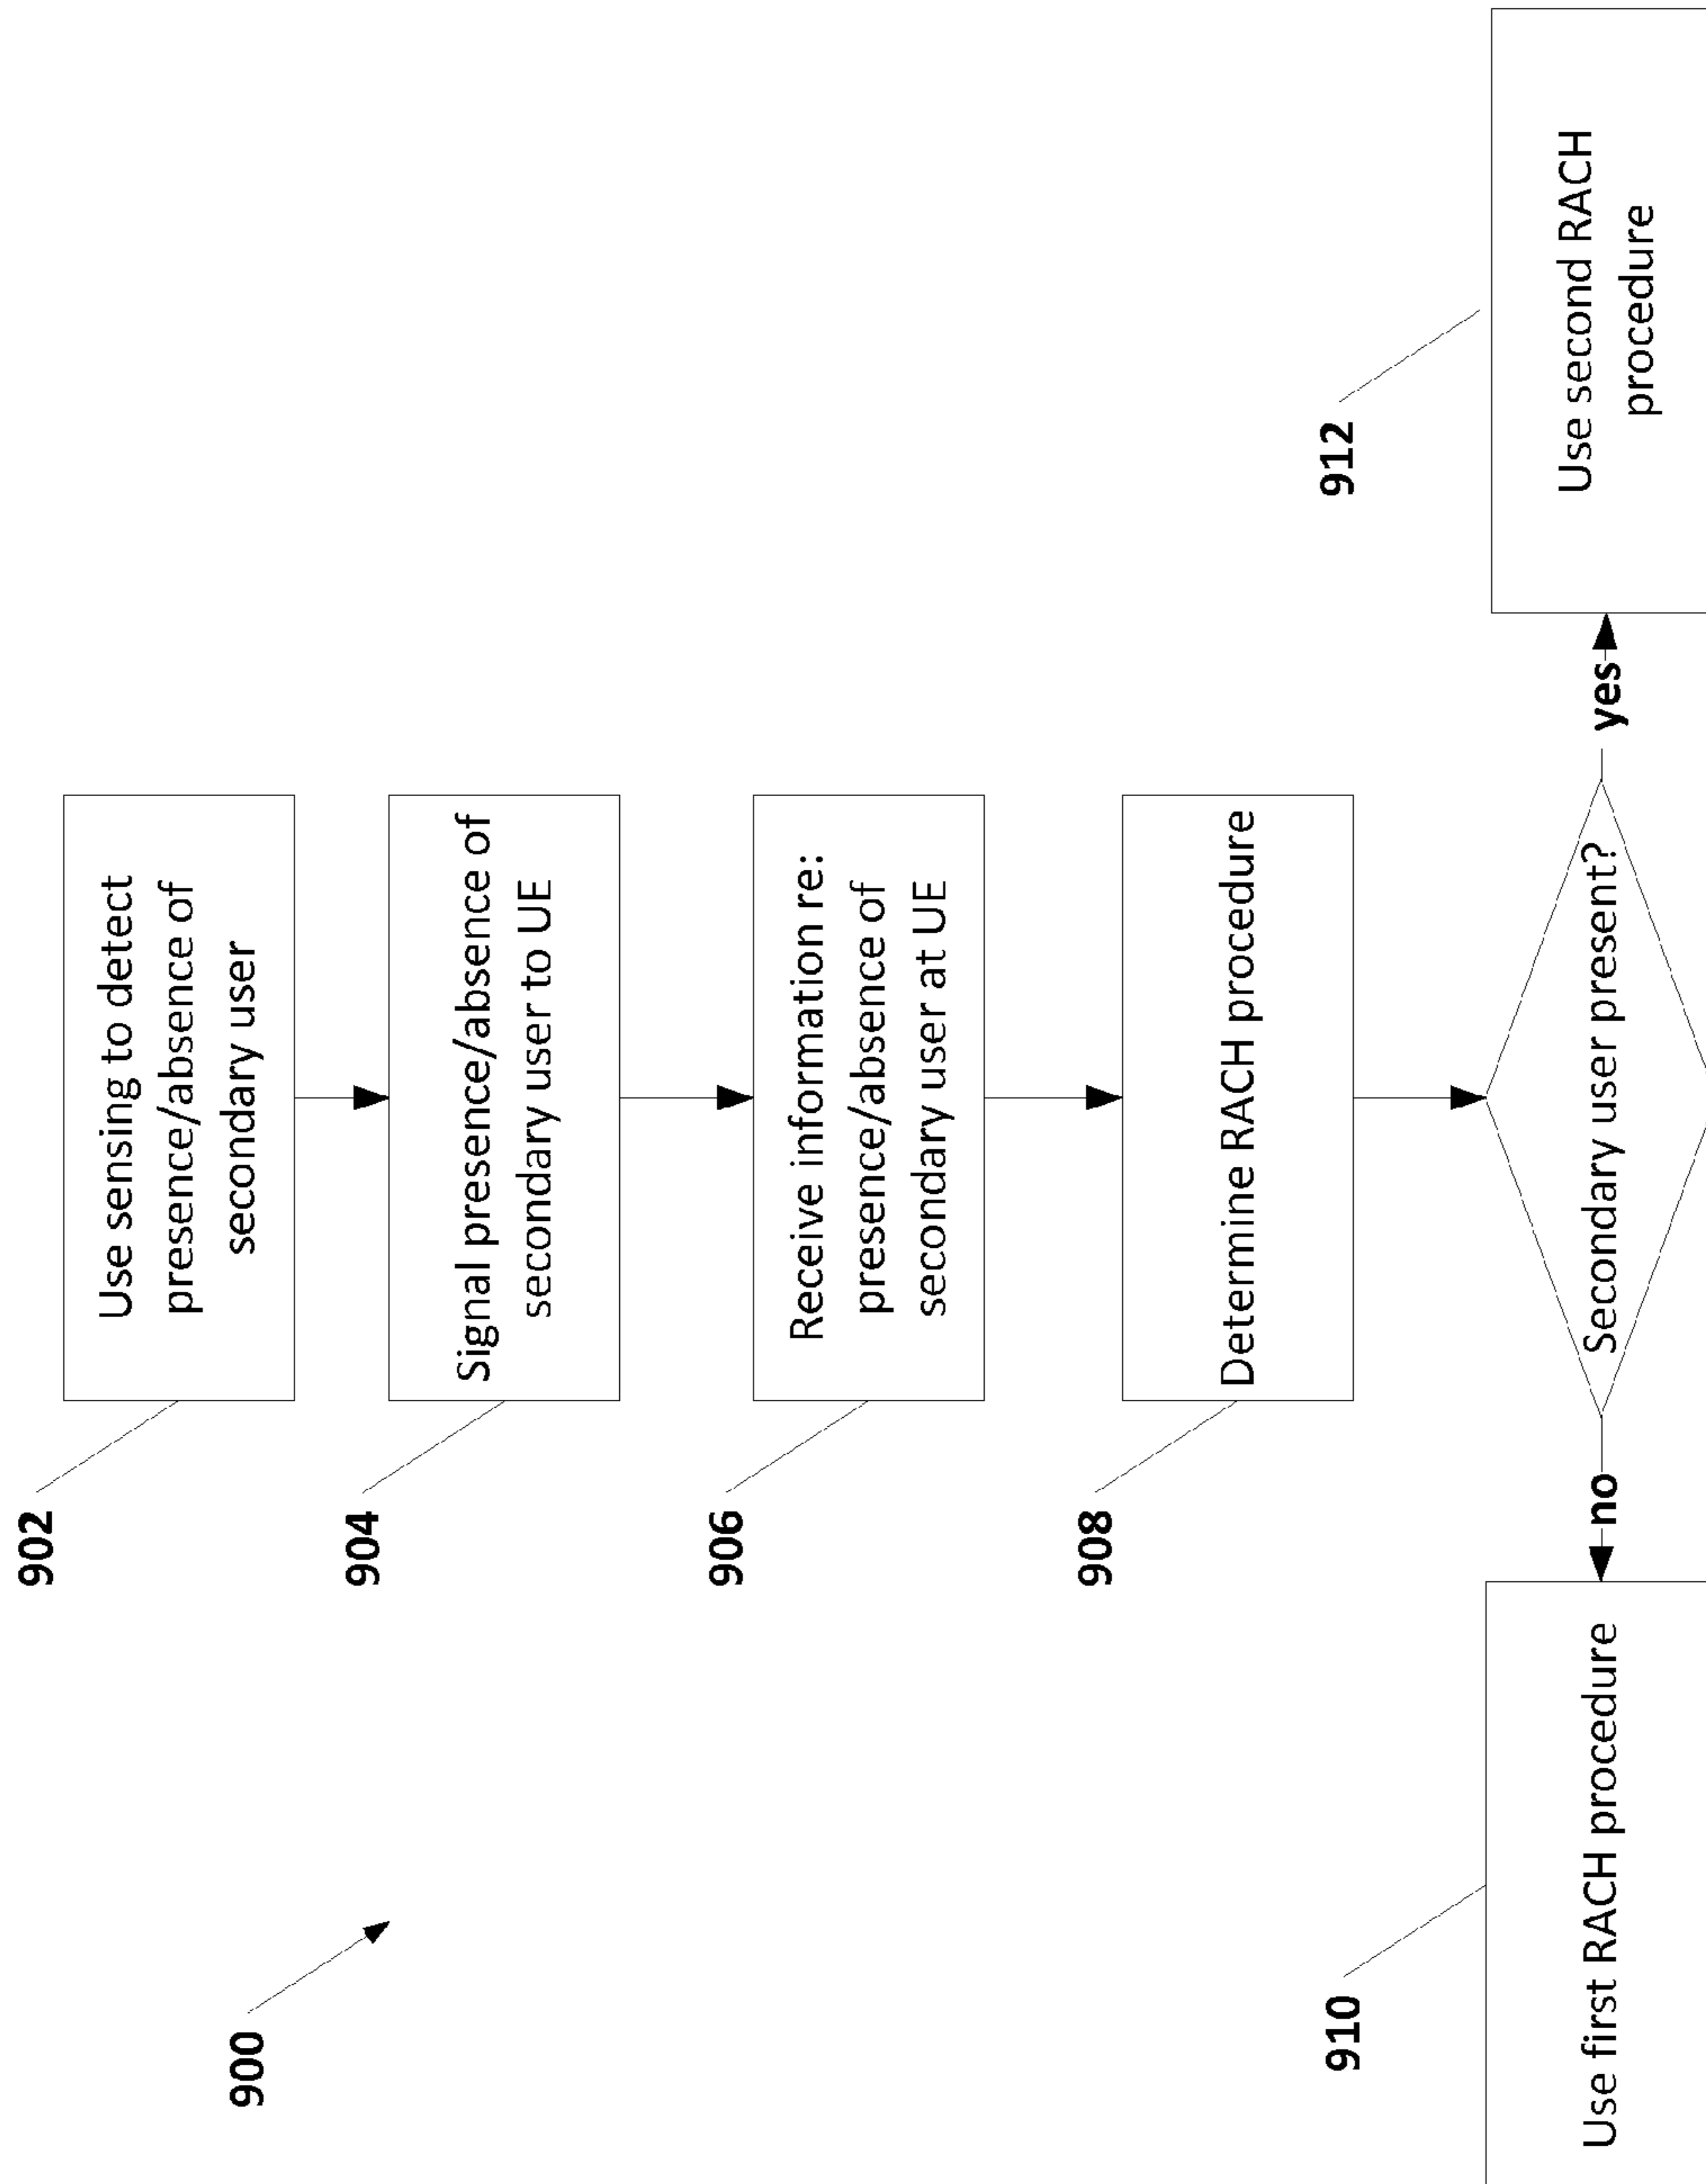 900
902
Use sensing to detect
presence/absence of
secondary user
904
Signal presence/absence of
secondary user to UE
906
Receive information re:
presence/absence of
secondary user at UE
908
Determine RACH procedure
Secondary user present?
no
yes
910
Use first RACH procedure
912
Use second RACH
procedure